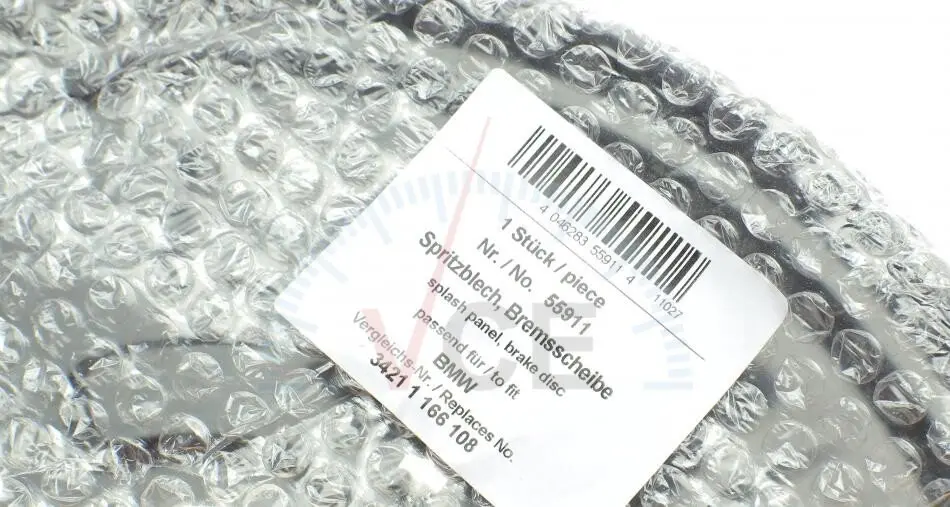 4 046283 55911 4
11027
1 Stück / piece
Nr. / No. 55911
Spritzblech, Bremsscheibe
splash panel, brake disc
passend für / to fit
BMW
Vergleichs-Nr. / Replaces No.
3421 1 166 108
CE